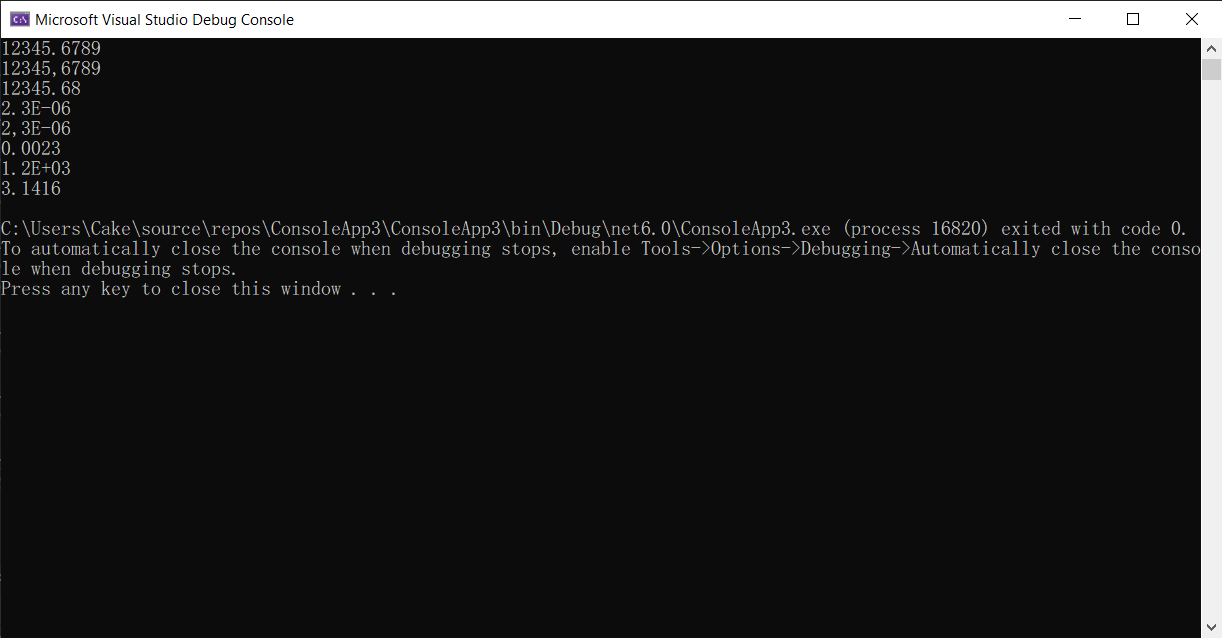 Microsoft Visual Studio Debug Console
12345.6789
12345,6789
12345.68
2.3E-06
2,3E-06
0.0023
1.2E+03
3.1416
C:\Users\Cake\source\repos\ConsoleApp3\ConsoleApp3\bin\Debug\net6.0\ConsoleApp3.exe (process 16820) exited with code 0.
To automatically close the console when debugging stops, enable Tools->Options->Debugging->Automatically close the conso
le when debugging stops.
Press any key to close this window . . .